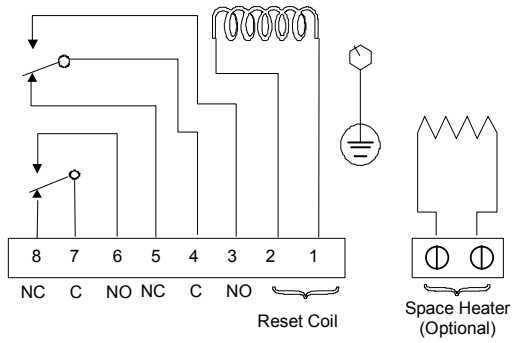 8 7 6 5 4 3 2 1
NC C NO NC C NO
Reset Coil
Space Heater
(Optional)